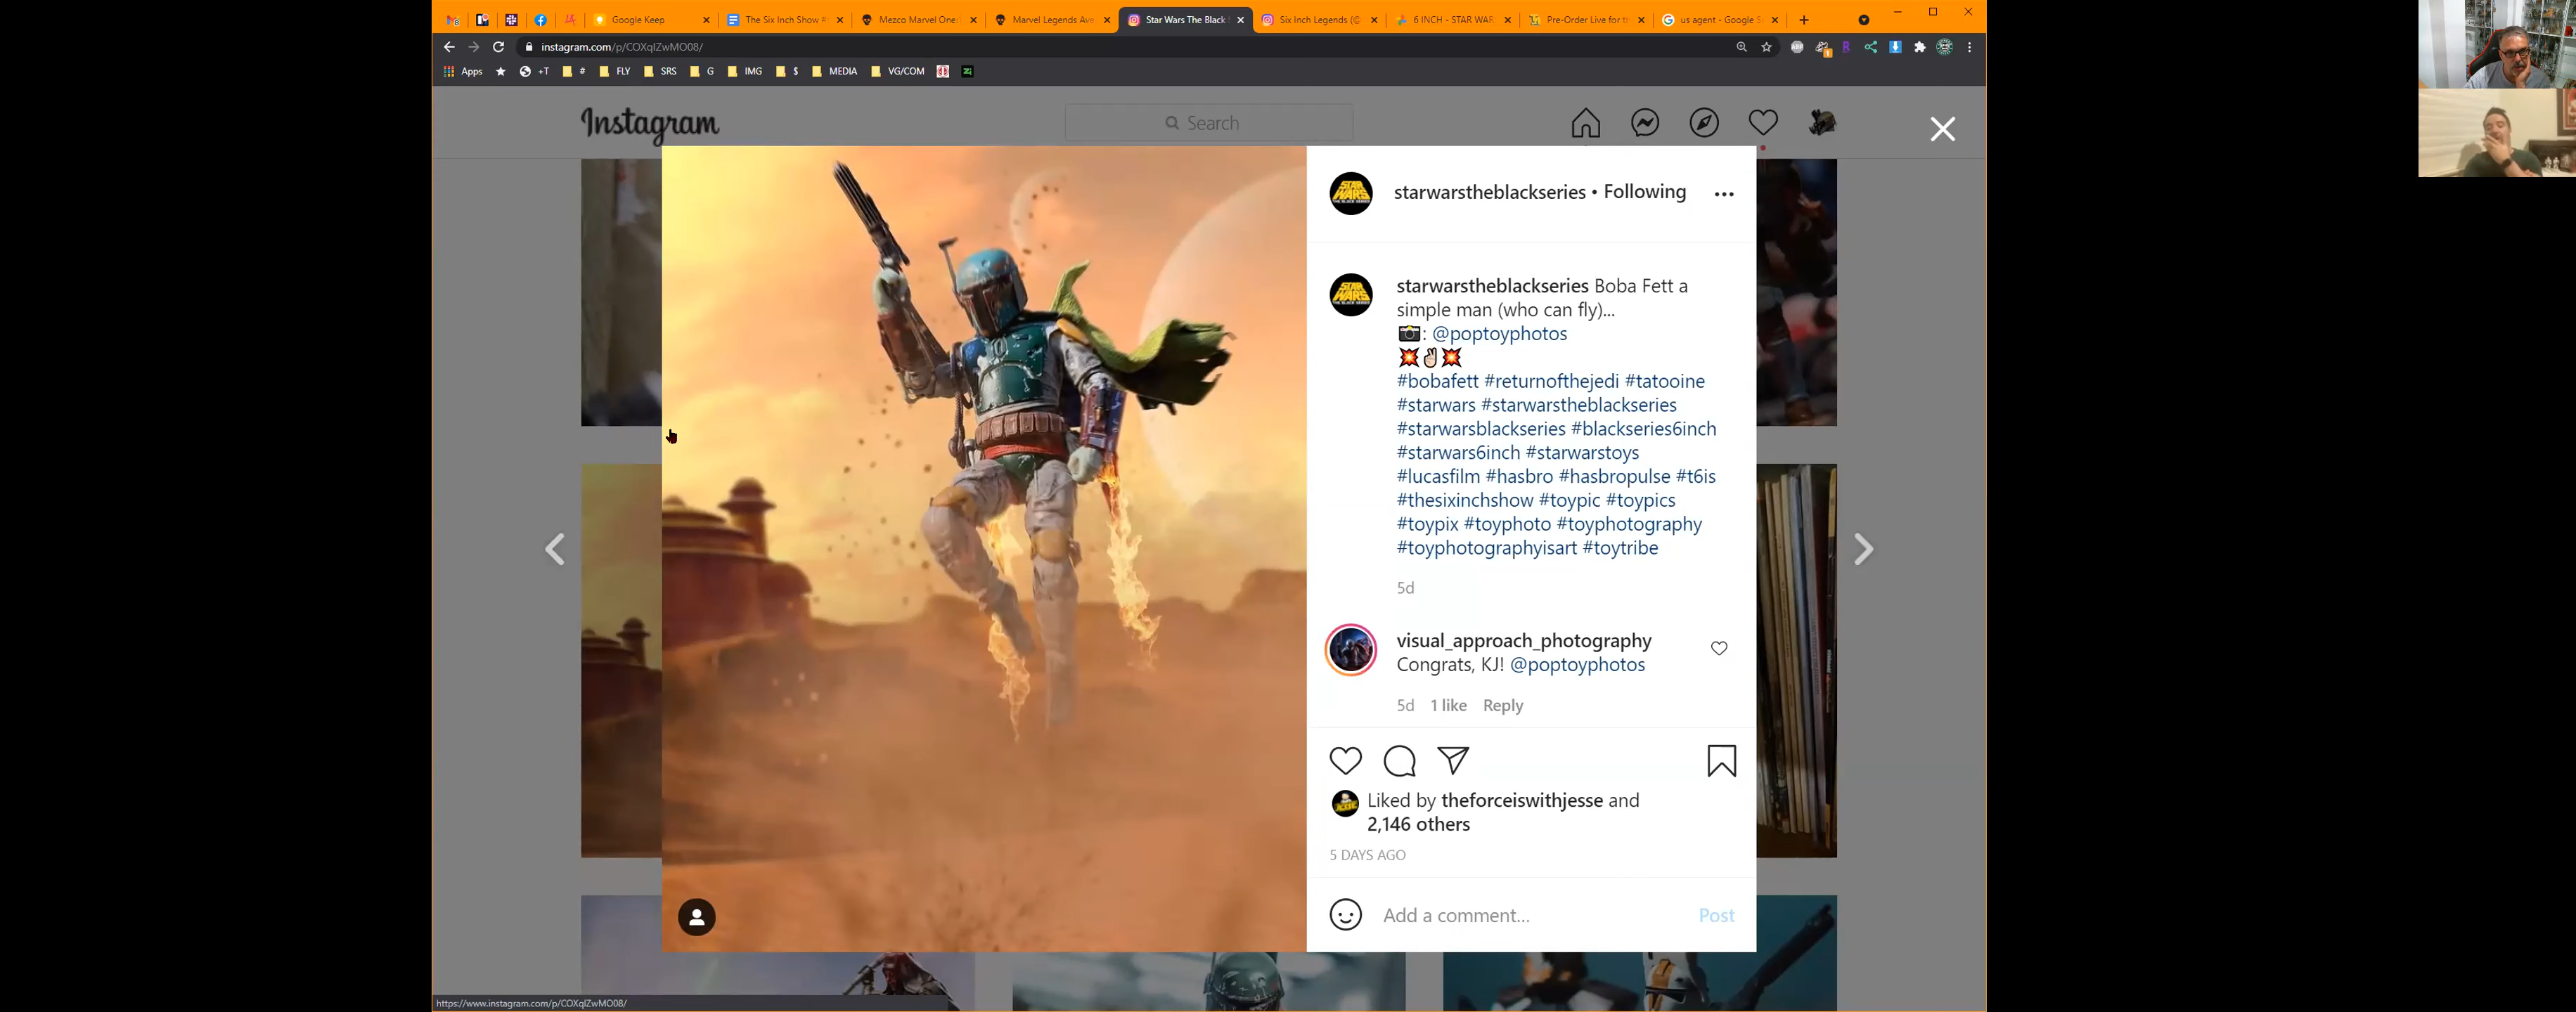 Google Keep
The Six Inch Show
Mezco Marvel One:
Marvel Legends Ave
Star Wars The Black
Six Inch Legends (@
6 INCH - STAR WAR
Pre-Order Live for th
us agent - Google S
instagram.com/p/COXqIZwMO08/
Apps
+T
#
FLY
SRS
G
IMG
$
MEDIA
VG/COM
Instagram
Search
starwarstheblackseries • Following
starwarstheblackseries Boba Fett a
simple man (who can fly)...
📸: @poptoyphotos
💥✌🏻💥
#bobafett #returnofthejedi #tatooine
#starwars #starwarstheblackseries
#starwarsblackseries #blackseries6inch
#starwars6inch #starwarstoys
#lucasfilm #hasbro #hasbropulse #t6is
#thesixinchshow #toypic #toypics
#toypix #toyphoto #toyphotography
#toyphotographyisart #toytribe
5d
visual_approach_photography
Congrats, KJ! @poptoyphotos
5d 1 like Reply
Liked by theforceiswithjesse and
2,146 others
5 DAYS AGO
Add a comment...
Post
https://www.instagram.com/p/COXqIZwMO08/